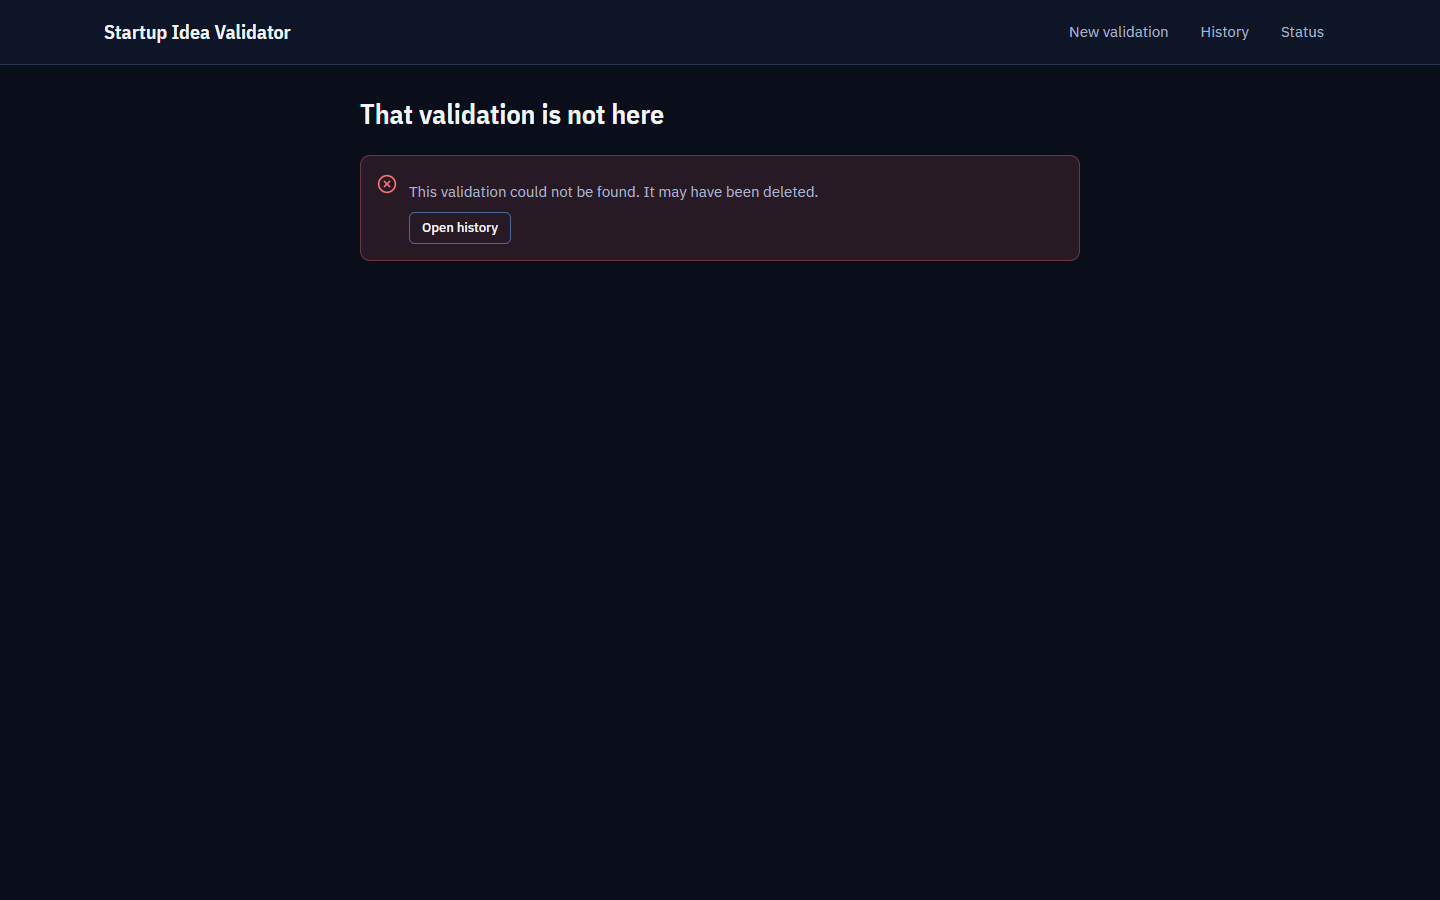 Startup Idea Validator
New validation
History
Status
That validation is not here
This validation could not be found. It may have been deleted.
Open history